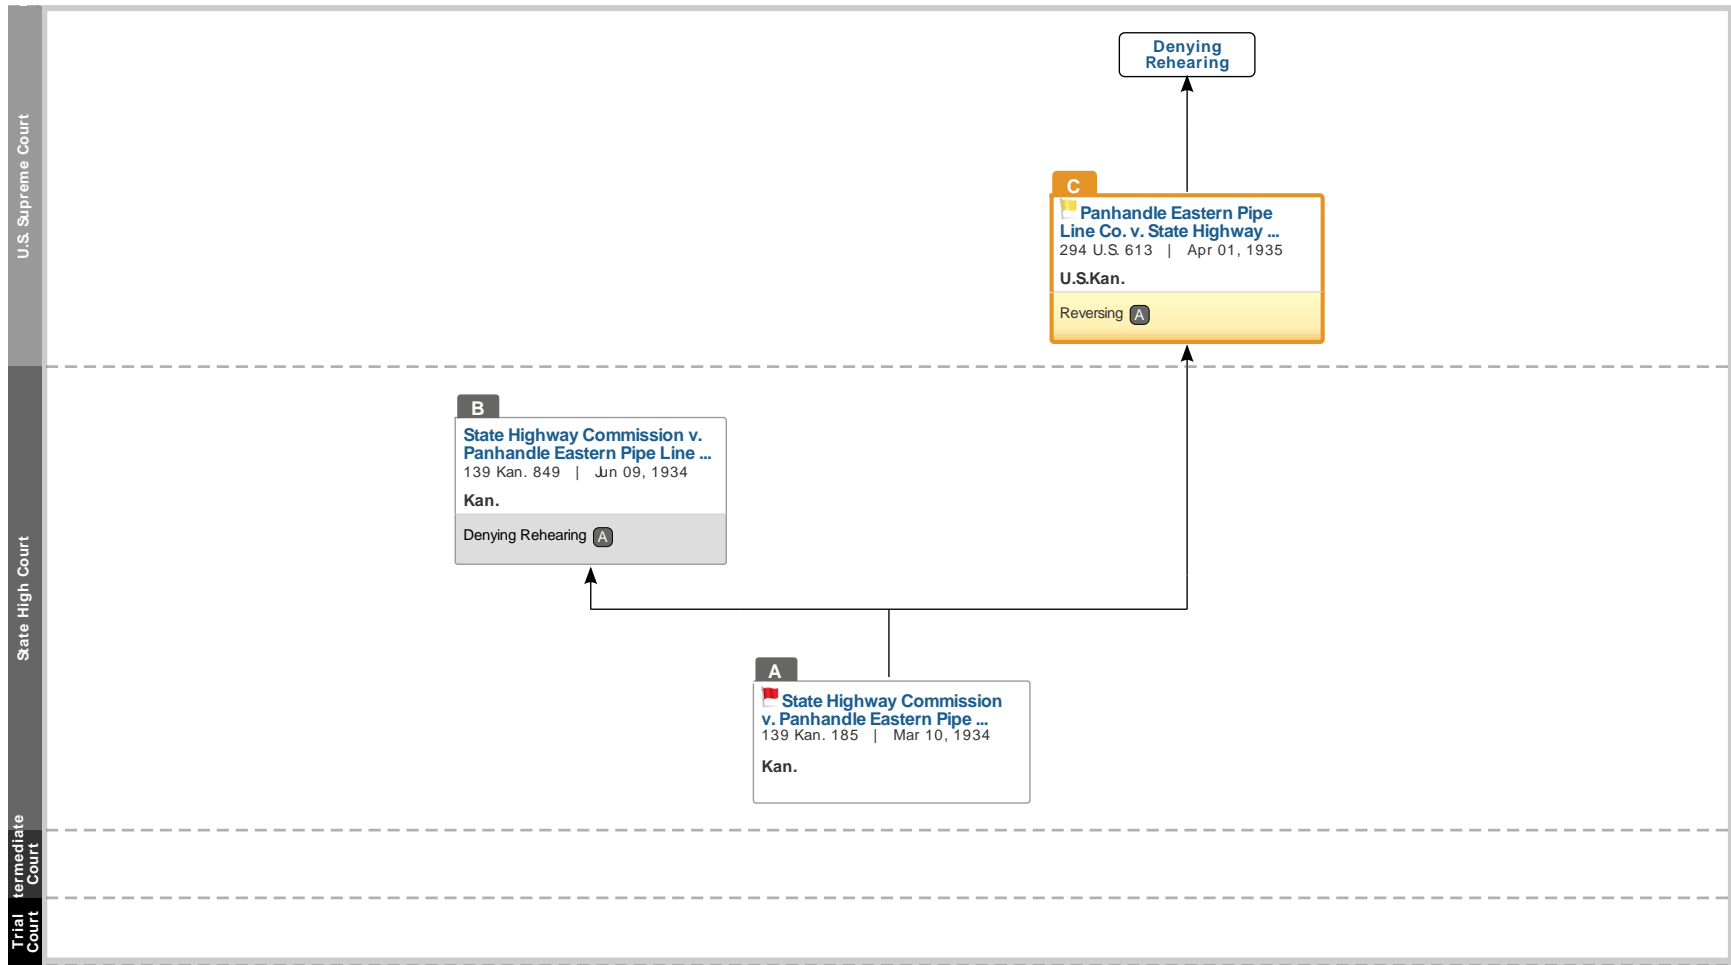 U.S. Supreme Court
Denying
Rehearing
C
Panhandle Eastern Pipe
Line Co. v. State Highway ...
294 U.S. 613 | Apr 01, 1935
U.S.Kan.
Reversing A
State High Court
B
State Highway Commission v.
Panhandle Eastern Pipe Line ...
139 Kan. 849 | Jun 09, 1934
Kan.
Denying Rehearing A
A
State Highway Commission
v. Panhandle Eastern Pipe ...
139 Kan. 185 | Mar 10, 1934
Kan.
termediate
Court
Trial
Court